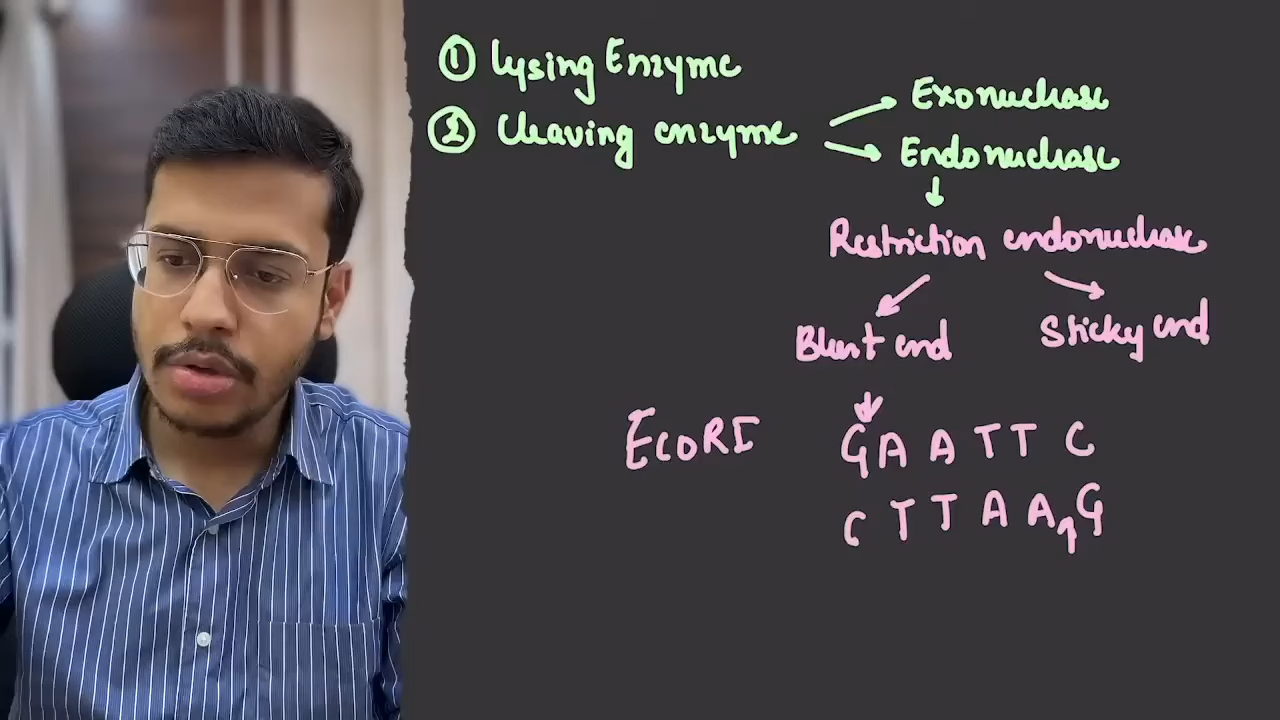 ① Lysing Enzyme
② Cleaving enzyme → Exonuclease
→ Endonuclease
↓
Restriction endonuclease
Blunt end Sticky end
EcoRI G A A T T C
C T T A A G